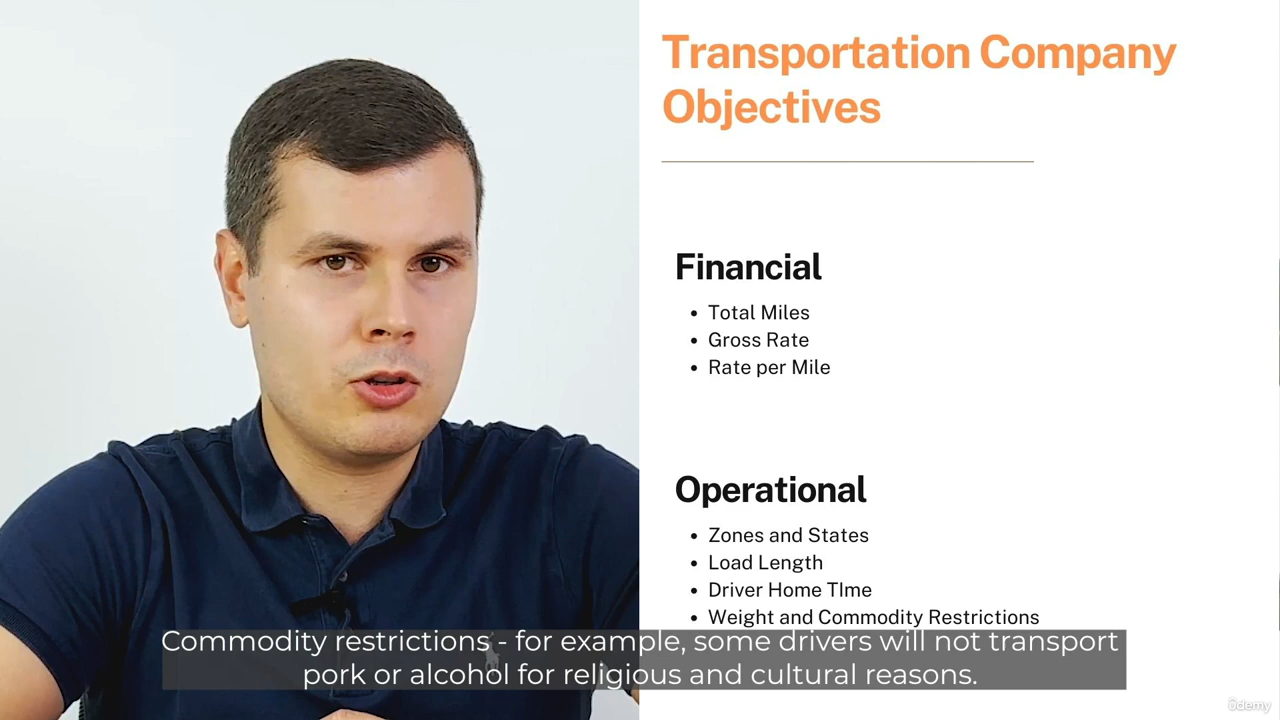 Transportation Company
Objectives
Financial
• Total Miles
• Gross Rate
• Rate per Mile
Operational
• Zones and States
• Load Length
• Driver Home TIme
• Weight and Commodity Restrictions
Commodity restrictions - for example, some drivers will not transport
pork or alcohol for religious and cultural reasons.
ûdemy